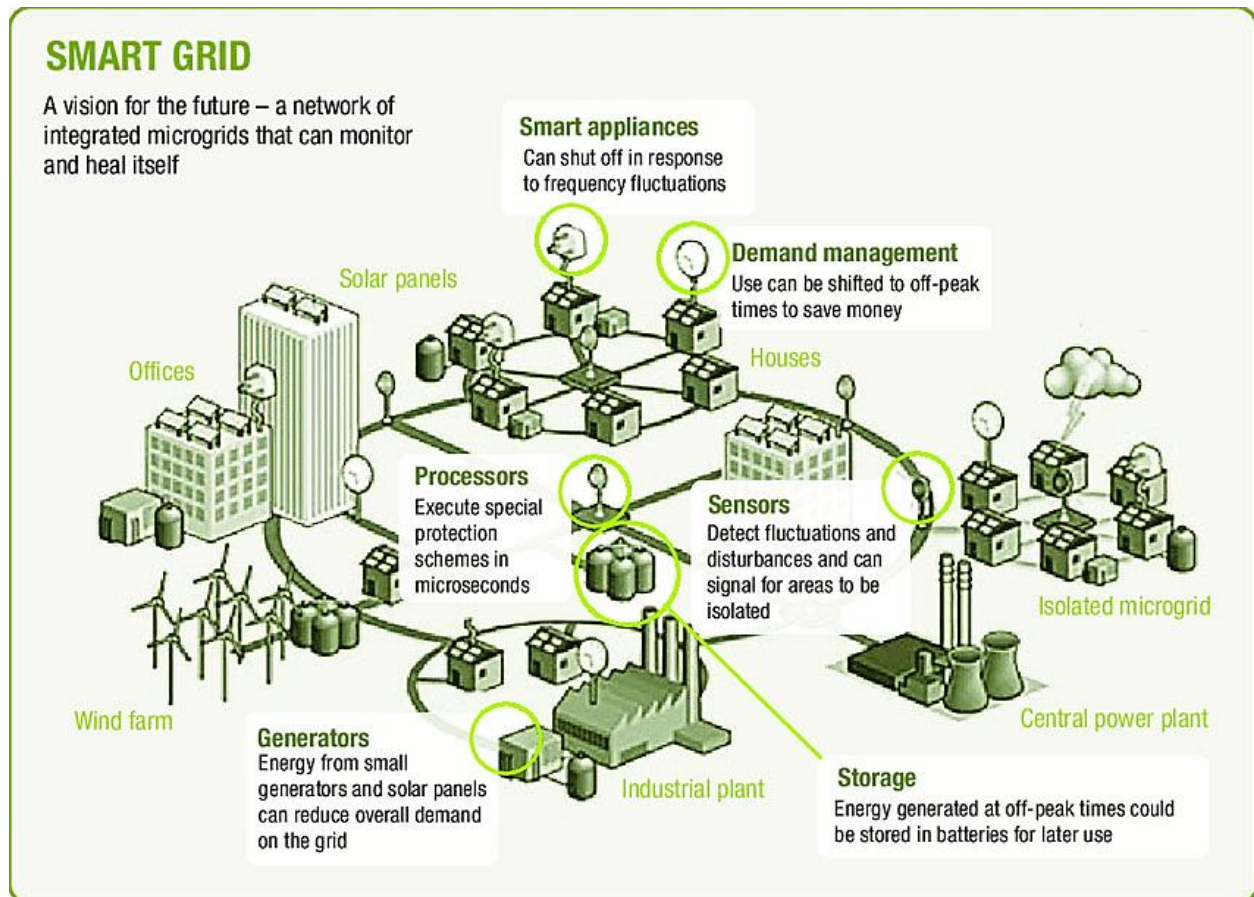 SMART GRID
A vision for the future – a network of
integrated microgrids that can monitor
and heal itself
Smart appliances
Can shut off in response
to frequency fluctuations
Demand management
Use can be shifted to off-peak
times to save money
Solar panels
Offices
Houses
Processors
Execute special
protection
schemes in
microseconds
Sensors
Detect fluctuations and
disturbances and can
signal for areas to be
isolated
Isolated microgrid
Wind farm
Central power plant
Generators
Energy from small
generators and solar panels
can reduce overall demand
on the grid
Industrial plant
Storage
Energy generated at off-peak times could
be stored in batteries for later use